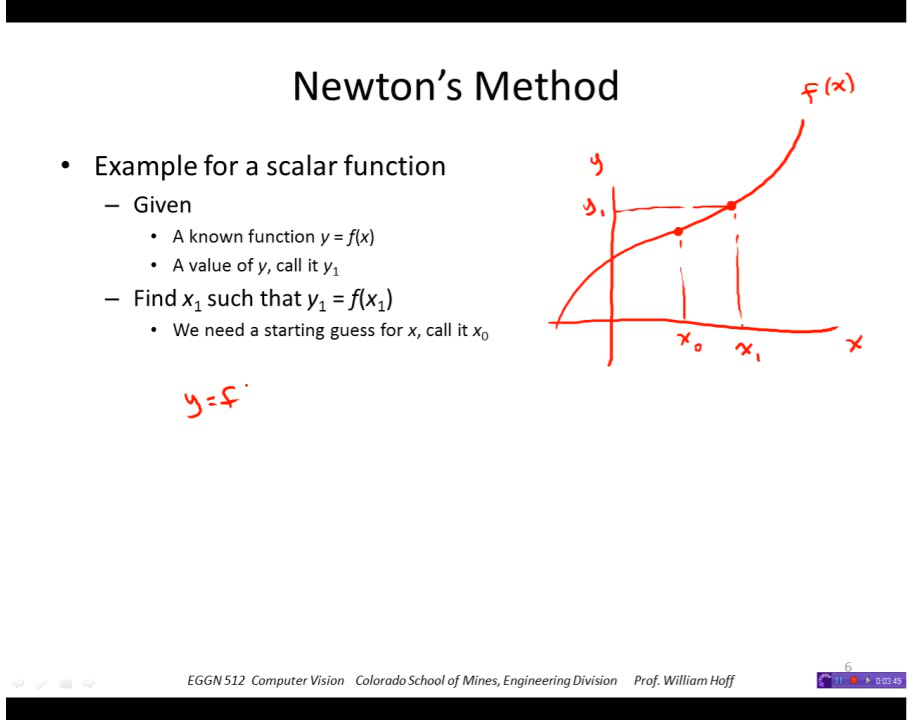 Newton's Method
f(x)
• Example for a scalar function
– Given
• A known function y = f(x)
• A value of y, call it y₁
– Find x₁ such that y₁ = f(x₁)
• We need a starting guess for x, call it x₀
y
y₁
x₀
x₁
x
y=f
6
EGGN 512 Computer Vision Colorado School of Mines, Engineering Division Prof. William Hoff
0:03:49